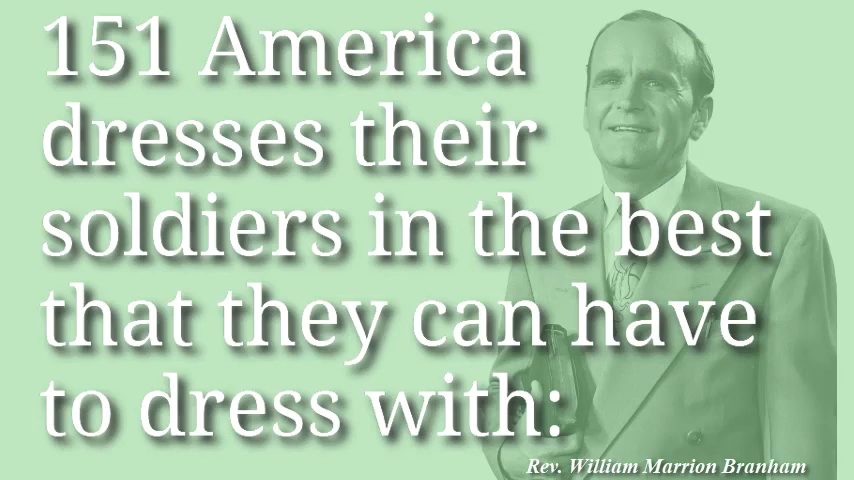 151 America
dresses their
soldiers in the best
that they can have
to dress with:
Rev. William Marrion Branham